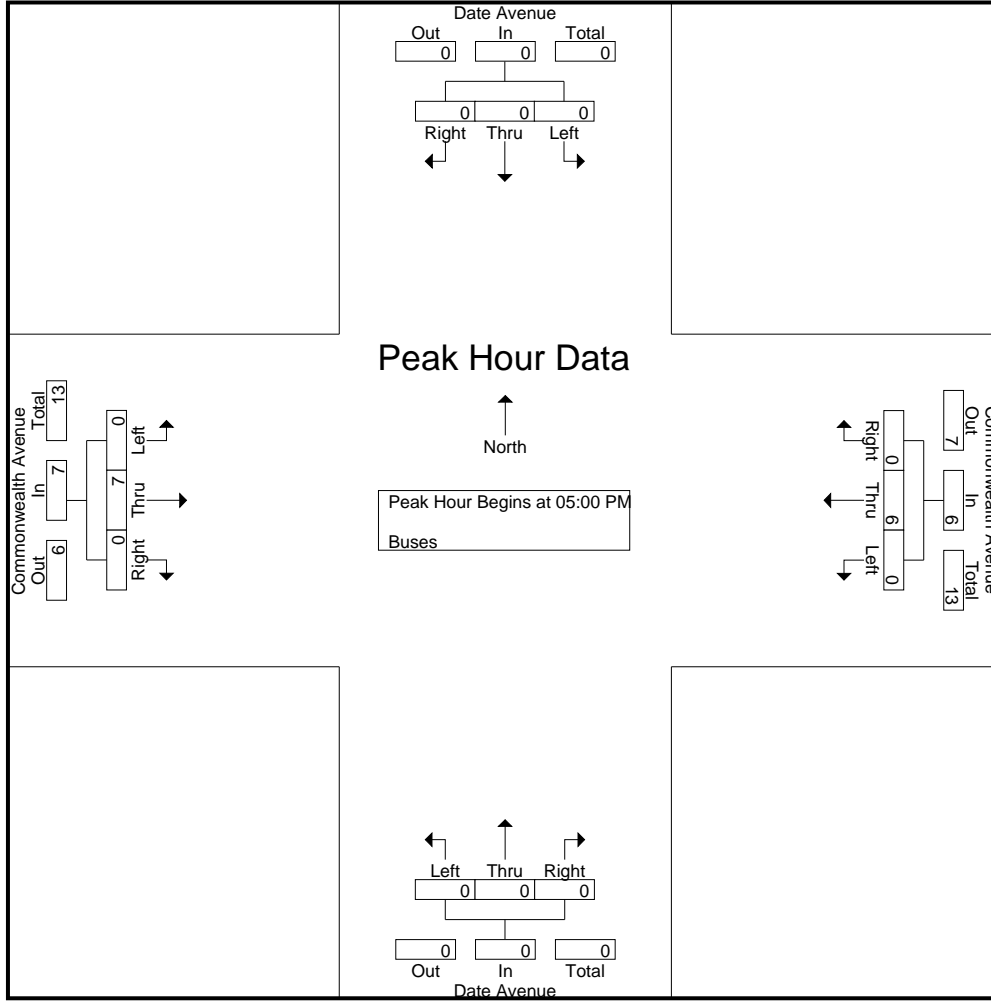 Date Avenue
Out In Total
0 0 0
0 0 0
Right Thru Left
Peak Hour Data
North
Peak Hour Begins at 05:00 PM
Buses
Commonwealth Avenue
Out In Total
6 7 13
Right Thru Left
0 7 0
Commonwealth Avenue
Out In Total
7 6 13
Right Thru Left
0 6 0
Left Thru Right
0 0 0
0 0 0
Out In Total
Date Avenue